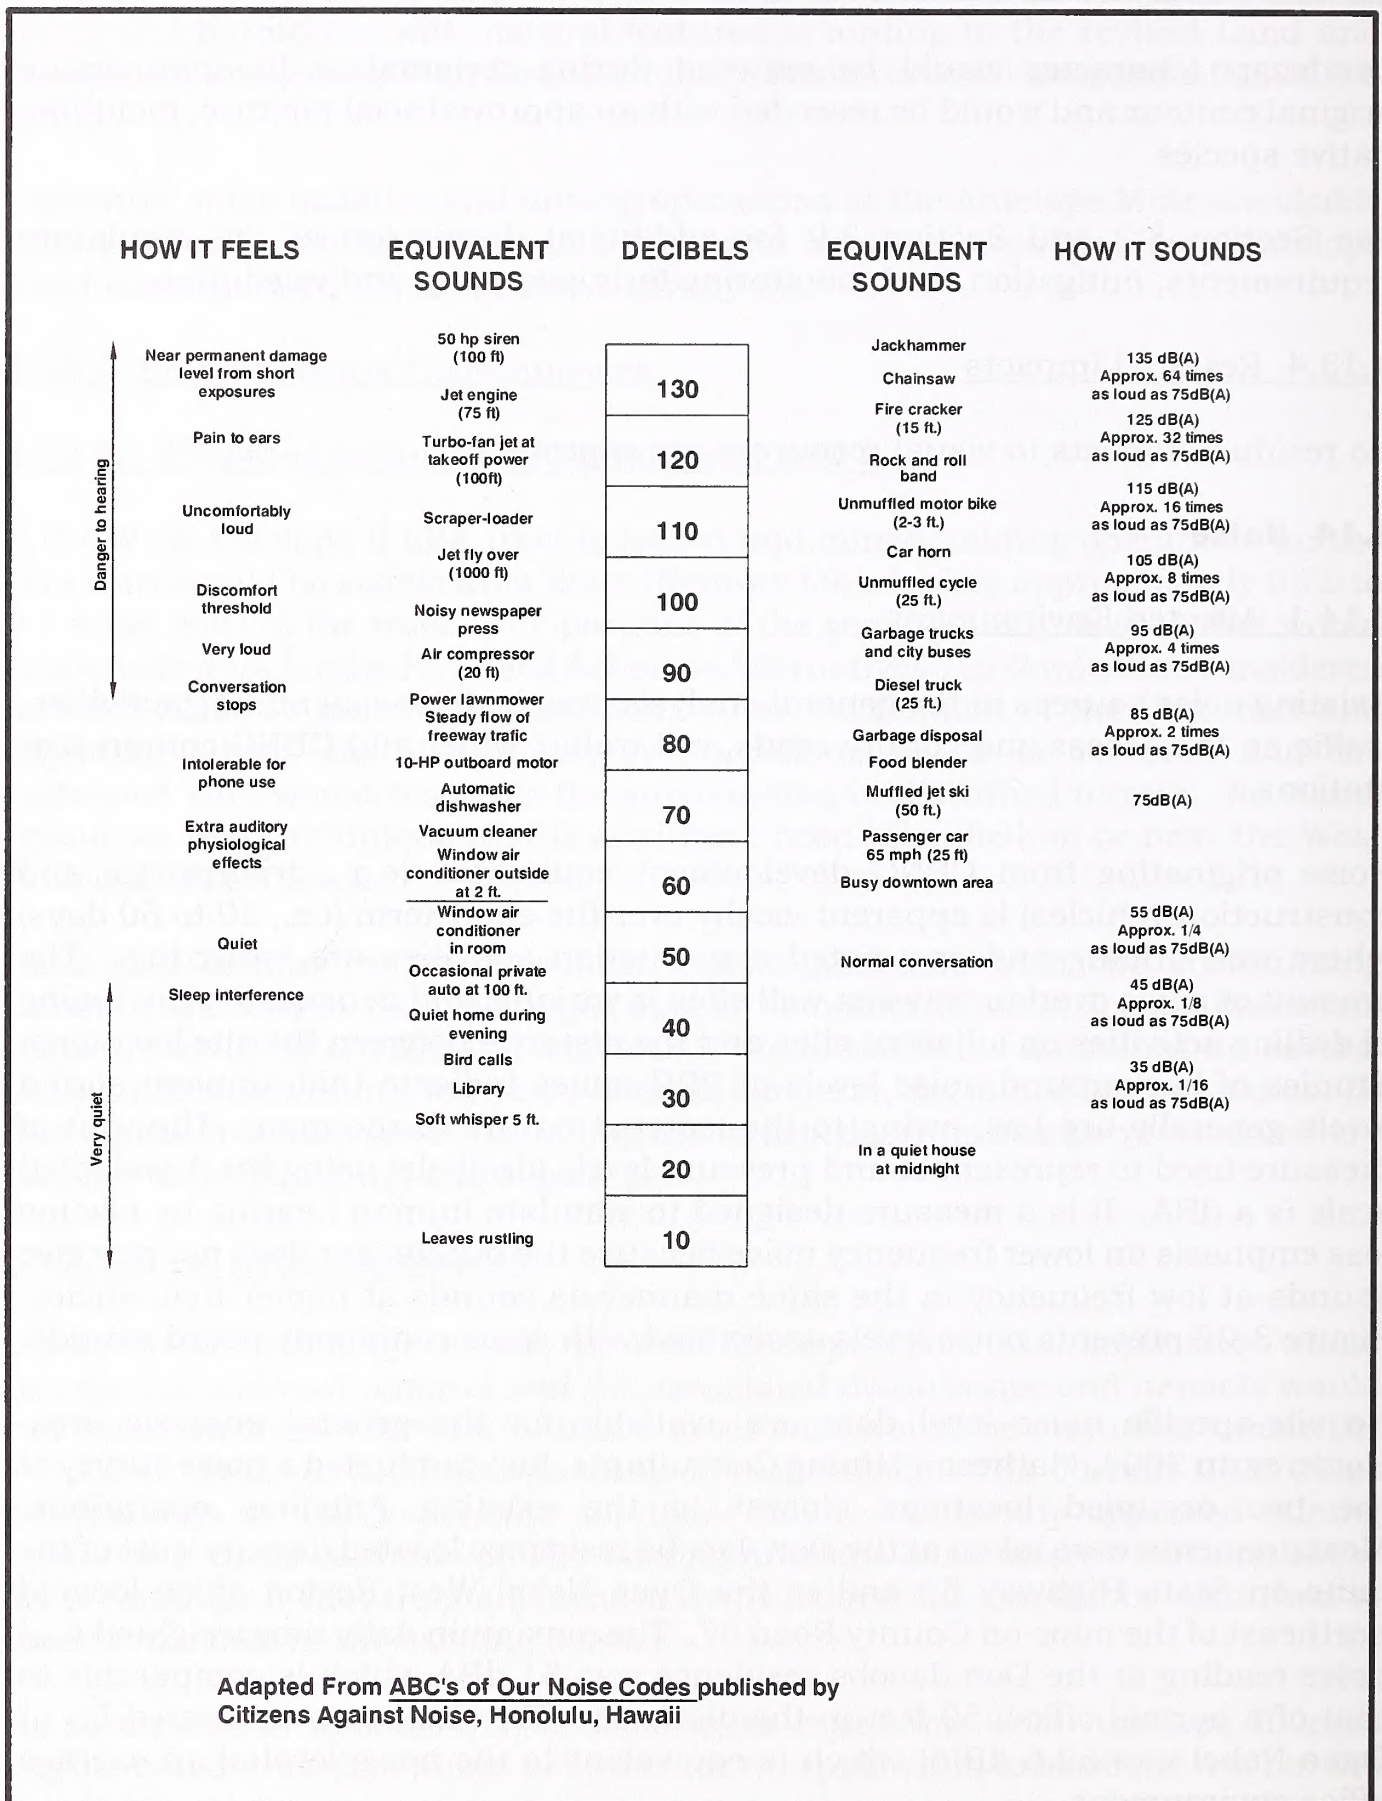 HOW IT FEELS
EQUIVALENT
SOUNDS
DECIBELS
EQUIVALENT
SOUNDS
HOW IT SOUNDS
Danger to hearing
Very quiet
Near permanent damage
level from short
exposures
Pain to ears
Uncomfortably
loud
Discomfort
threshold
Very loud
Conversation
stops
Intolerable for
phone use
Extra auditory
physiological
effects
Quiet
Sleep interference
50 hp siren
(100 ft)
Jet engine
(75 ft)
Turbo-fan jet at
takeoff power
(100ft)
Scraper-loader
Jet fly over
(1000 ft)
Noisy newspaper
press
Air compressor
(20 ft)
Power lawnmower
Steady flow of
freeway trafic
10-HP outboard motor
Automatic
dishwasher
Vacuum cleaner
Window air
conditioner outside
at 2 ft.
Window air
conditioner
in room
Occasional private
auto at 100 ft.
Quiet home during
evening
Bird calls
Library
Soft whisper 5 ft.
Leaves rustling
130
120
110
100
90
80
70
60
50
40
30
20
10
Jackhammer
Chainsaw
Fire cracker
(15 ft.)
Rock and roll
band
Unmuffled motor bike
(2-3 ft.)
Car horn
Unmuffled cycle
(25 ft.)
Garbage trucks
and city buses
Diesel truck
(25 ft.)
Garbage disposal
Food blender
Muffled jet ski
(50 ft.)
Passenger car
65 mph (25 ft)
Busy downtown area
Normal conversation
In a quiet house
at midnight
135 dB(A)
Approx. 64 times
as loud as 75dB(A)
125 dB(A)
Approx. 32 times
as loud as 75dB(A)
115 dB(A)
Approx. 16 times
as loud as 75dB(A)
105 dB(A)
Approx. 8 times
as loud as 75dB(A)
95 dB(A)
Approx. 4 times
as loud as 75dB(A)
85 dB(A)
Approx. 2 times
as loud as 75dB(A)
75dB(A)
55 dB(A)
Approx. 1/4
as loud as 75dB(A)
45 dB(A)
Approx. 1/8
as loud as 75dB(A)
35 dB(A)
Approx. 1/16
as loud as 75dB(A)
Adapted From ABC's of Our Noise Codes published by
Citizens Against Noise, Honolulu, Hawaii